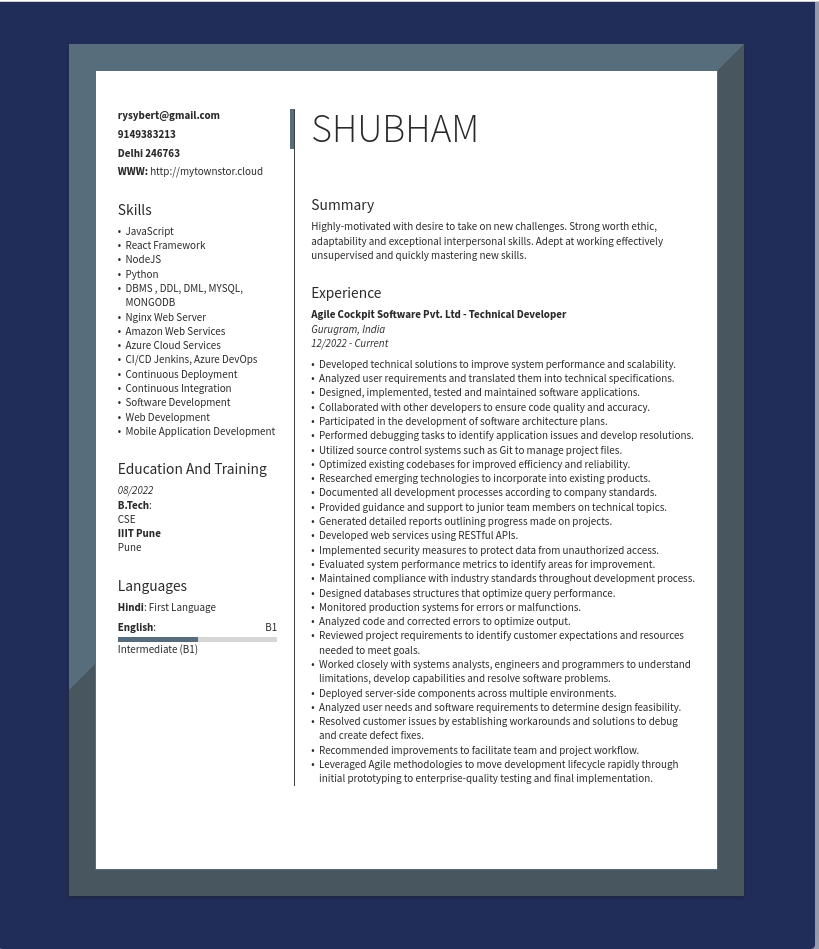 rysybert@gmail.com
9149383213
Delhi 246763
WWW: http://mytownstor.cloud
Skills
• JavaScript
• React Framework
• NodeJS
• Python
• DBMS , DDL, DML, MYSQL,
MONGODB
• Nginx Web Server
• Amazon Web Services
• Azure Cloud Services
• CI/CD Jenkins, Azure DevOps
• Continuous Deployment
• Continuous Integration
• Software Development
• Web Development
• Mobile Application Development
Education And Training
08/2022
B.Tech:
CSE
IIIT Pune
Pune
Languages
Hindi: First Language
English: B1
Intermediate (B1)
SHUBHAM
Summary
Highly-motivated with desire to take on new challenges. Strong worth ethic,
adaptability and exceptional interpersonal skills. Adept at working effectively
unsupervised and quickly mastering new skills.
Experience
Agile Cockpit Software Pvt. Ltd - Technical Developer
Gurugram, India
12/2022 - Current
• Developed technical solutions to improve system performance and scalability.
• Analyzed user requirements and translated them into technical specifications.
• Designed, implemented, tested and maintained software applications.
• Collaborated with other developers to ensure code quality and accuracy.
• Participated in the development of software architecture plans.
• Performed debugging tasks to identify application issues and develop resolutions.
• Utilized source control systems such as Git to manage project files.
• Optimized existing codebases for improved efficiency and reliability.
• Researched emerging technologies to incorporate into existing products.
• Documented all development processes according to company standards.
• Provided guidance and support to junior team members on technical topics.
• Generated detailed reports outlining progress made on projects.
• Developed web services using RESTful APIs.
• Implemented security measures to protect data from unauthorized access.
• Evaluated system performance metrics to identify areas for improvement.
• Maintained compliance with industry standards throughout development process.
• Designed databases structures that optimize query performance.
• Monitored production systems for errors or malfunctions.
• Analyzed code and corrected errors to optimize output.
• Reviewed project requirements to identify customer expectations and resources
needed to meet goals.
• Worked closely with systems analysts, engineers and programmers to understand
limitations, develop capabilities and resolve software problems.
• Deployed server-side components across multiple environments.
• Analyzed user needs and software requirements to determine design feasibility.
• Resolved customer issues by establishing workarounds and solutions to debug
and create defect fixes.
• Recommended improvements to facilitate team and project workflow.
• Leveraged Agile methodologies to move development lifecycle rapidly through
initial prototyping to enterprise-quality testing and final implementation.